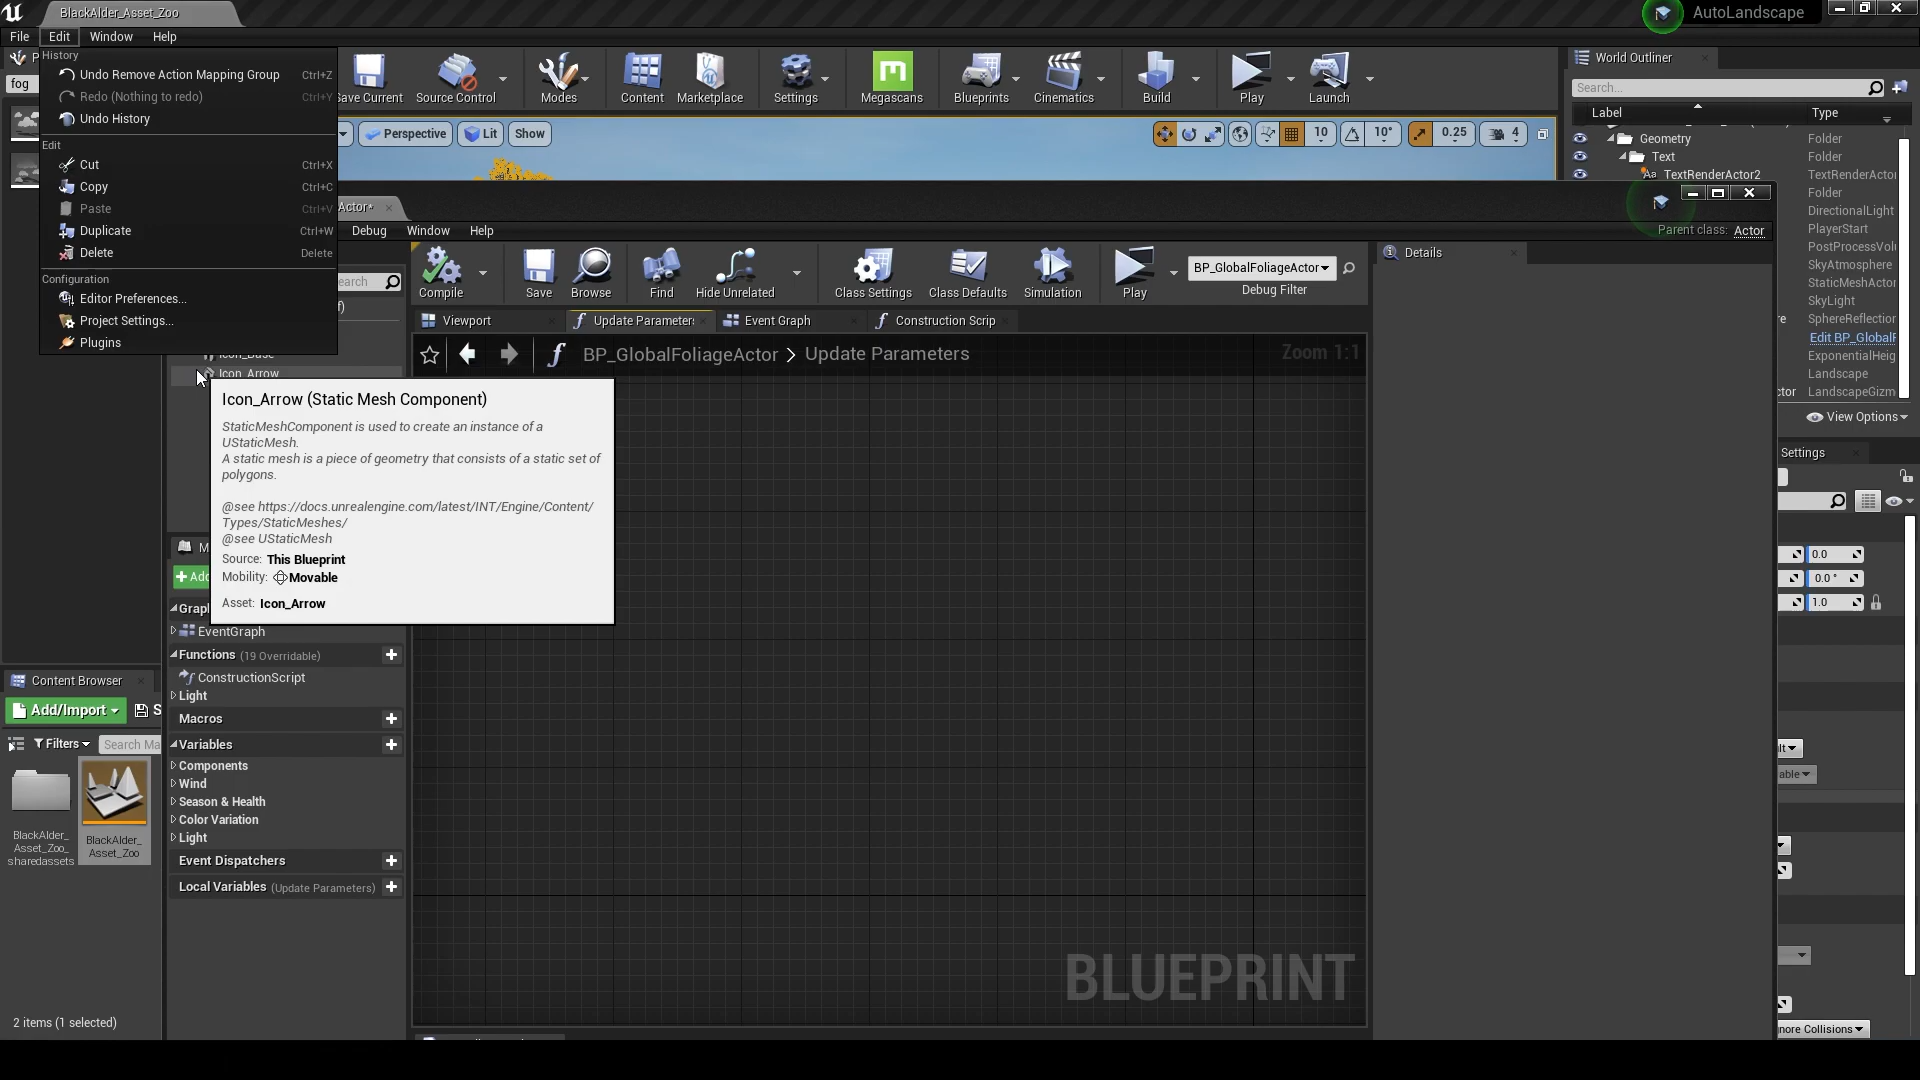 BlackAlder_Asset_Zoo
AutoLandscape
File Edit Window Help
History
Undo Remove Action Mapping Group Ctrl+Z
Redo (Nothing to redo) Ctrl+Y
Undo History
Edit
Cut Ctrl+X
Copy Ctrl+C
Paste Ctrl+V
Duplicate Ctrl+W
Delete Delete
Configuration
Editor Preferences...
Project Settings...
Plugins
fog
Save Current Source Control Modes Content Marketplace Settings Megascans Blueprints Cinematics Build Play Launch
Perspective Lit Show
10 10° 0.25 4
World Outliner
Search...
Label Type
Geometry Folder
Text Folder
TextRenderActor2 TextRenderActor
Folder
DirectionalLight
PlayerStart
PostProcessVolu
SkyAtmosphere
StaticMeshActor
SkyLight
SphereReflection
Edit BP_GlobalF
ExponentialHeig
Landscape
LandscapeGizm
View Options
Actor*
Debug Window Help
Parent class: Actor
Compile Save Browse Find Hide Unrelated Class Settings Class Defaults Simulation Play
BP_GlobalFoliageActor
Debug Filter
Details
Viewport Update Parameters Event Graph Construction Scrip
BP_GlobalFoliageActor > Update Parameters
Zoom 1:1
Icon_Base
Icon_Arrow
Icon_Arrow (Static Mesh Component)
StaticMeshComponent is used to create an instance of a
UStaticMesh.
A static mesh is a piece of geometry that consists of a static set of
polygons.
@see https://docs.unrealengine.com/latest/INT/Engine/Content/
Types/StaticMeshes/
@see UStaticMesh
Source: This Blueprint
Mobility: Movable
Asset: Icon_Arrow
Add
Graph
EventGraph
Functions (19 Overridable)
ConstructionScript
Light
Macros
Variables
Components
Wind
Season & Health
Color Variation
Light
Event Dispatchers
Local Variables (Update Parameters)
BLUEPRINT
Settings
0.0
0.0 °
1.0
nore Collisions
Content Browser
Add/Import
Filters Search Ma
BlackAlder_
Asset_Zoo_
sharedassets
BlackAlder_
Asset_Zoo
2 items (1 selected)